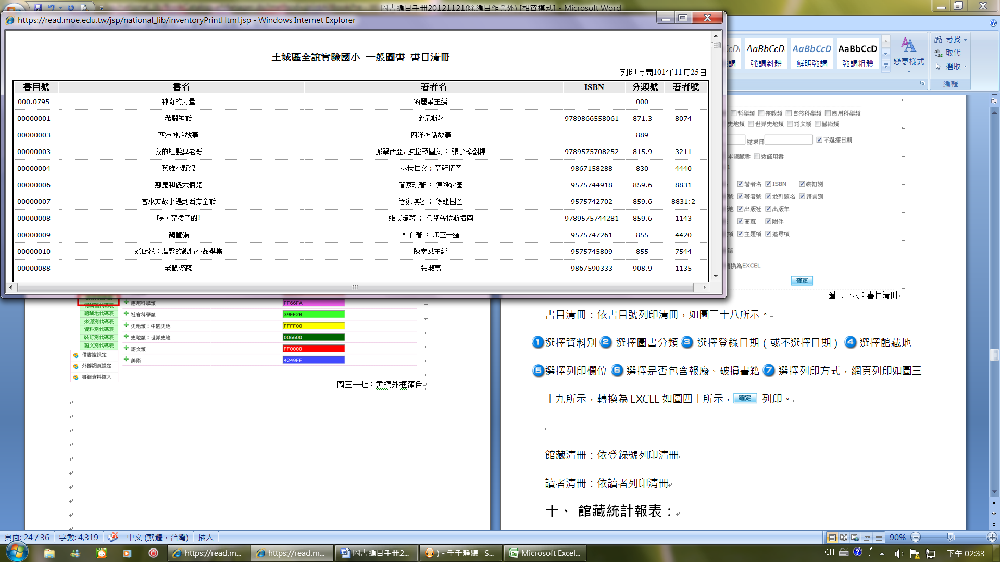 圖書編目手冊20121121(除編目作業外) [相容模式] - Microsoft Word
https://read.moe.edu.tw/jsp/national_lib/inventoryPrintHtml.jsp - Windows Internet Explorer
土城區全誼實驗國小 一般圖書 書目清冊
列印時間101年11月25日
書目號 書名 著者名 ISBN 分類號 著者號
000.0795 神奇的力量 簡麗華主編 000
00000001 希臘神話 金尼斯著 9789866558061 871.3 8074
00000003 西洋神話故事 西洋神話故事 889
00000003 我的紅髮臭老哥 派翠西亞.波拉蔻圖文 ; 張子樟翻譯 9789575708252 815.9 3211
00000004 英雄小野狼 林世仁文 ; 章毓倩圖 9867158288 830 4440
00000006 惡魔和傻大個兒 管家琪著 ; 陳維霖圖 9575744918 859.6 8831
00000007 當東方故事遇到西方童話 管家琪著 ; 徐建國圖 9575742702 859.6 8831:2
00000008 喂，穿裙子的! 張友漁著 ; 朵兒普拉斯插圖 9789575744281 859.6 1143
00000009 葫蘆貓 杜白著 ; 江正一繪 9575747261 855 4420
00000010 煮飯花：溫馨的親情小品選集 陳幸蕙主編 9575745809 855 7544
00000088 老鼠娶親 張淑惠 9867590333 908.9 1135
AaBbCcD AaBbCcD AaBbCcD
強調斜體 鮮明強調 強調粗體
變更樣式
尋找
取代
選取
編輯
哲學類 宗教類 自然科學類 應用科學類
史地類 世界史地類 語文類 藝術類
結束日 不選擇日期
本館藏書 教師用書
著者名 ISBN 裝訂別
號 著者號 並列題名 語言別
地 出版社 出版年
高寬 附件
項 主題項 追尋項
籍
轉換為EXCEL
確定
圖三十八：書目清冊
館藏地代碼表
來源別代碼表
資料別代碼表
裝訂別代碼表
語文別代碼表
借書證設定
外部網頁設定
書籍資料匯入
應用科學類 FF66FA
社會科學類 39FF2B
史地類：中國史地 FFFF00
史地類：世界史地 006600
語文類 FF0000
美術 4249FF
圖三十七：書標外框顏色
書目清冊：依書目號列印清冊，如圖三十八所示。
1選擇資料別 2 選擇圖書分類 3 選擇登錄日期（或不選擇日期） 4 選擇館藏地
5選擇列印欄位 6 選擇是否包含報廢、破損書籍 7 選擇列印方式，網頁列印如圖三
十九所示，轉換為 EXCEL 如圖四十所示， 確定 列印。
館藏清冊：依登錄號列印清冊
讀者清冊：依讀者列印清冊
十、 館藏統計報表：
頁面: 24 / 36 字數: 4,319 中文 (繁體，台灣) 插入 90%
https://read.m... https://read.m... 圖書編目手冊2... ) - 千千靜聽 S... Microsoft Excel... CH 下午 02:33